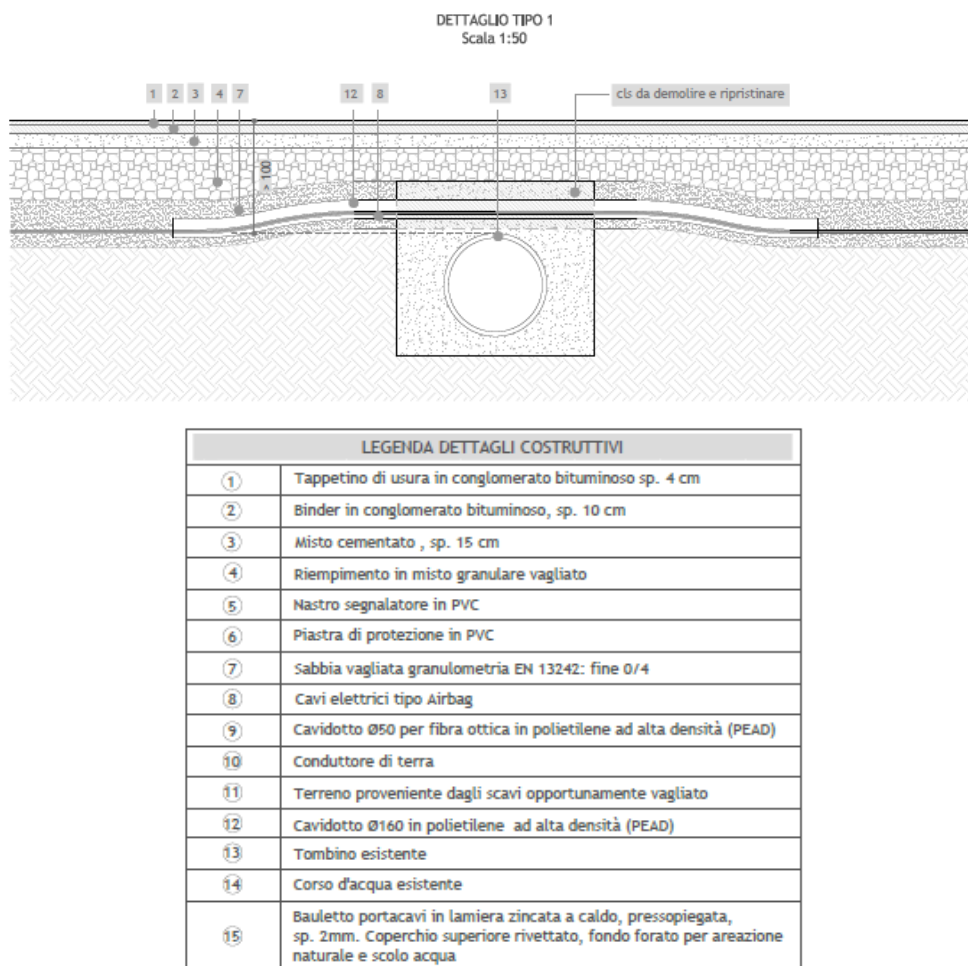 DETTAGLIO TIPO 1
Scala 1:50
1 2 3 4 7 12 8 13 cls da demolire e ripristinare
> 100
LEGENDA DETTAGLI COSTRUTTIVI
1 Tappetino di usura in conglomerato bituminoso sp. 4 cm
2 Binder in conglomerato bituminoso, sp. 10 cm
3 Misto cementato , sp. 15 cm
4 Riempimento in misto granulare vagliato
5 Nastro segnalatore in PVC
6 Piastra di protezione in PVC
7 Sabbia vagliata granulometria EN 13242: fine 0/4
8 Cavi elettrici tipo Airbag
9 Cavidotto Ø50 per fibra ottica in polietilene ad alta densità (PEAD)
10 Conduttore di terra
11 Terreno proveniente dagli scavi opportunamente vagliato
12 Cavidotto Ø160 in polietilene ad alta densità (PEAD)
13 Tombino esistente
14 Corso d'acqua esistente
15 Bauletto portacavi in lamiera zincata a caldo, pressopiegata,
sp. 2mm. Coperchio superiore rivettato, fondo forato per areazione
naturale e scolo acqua